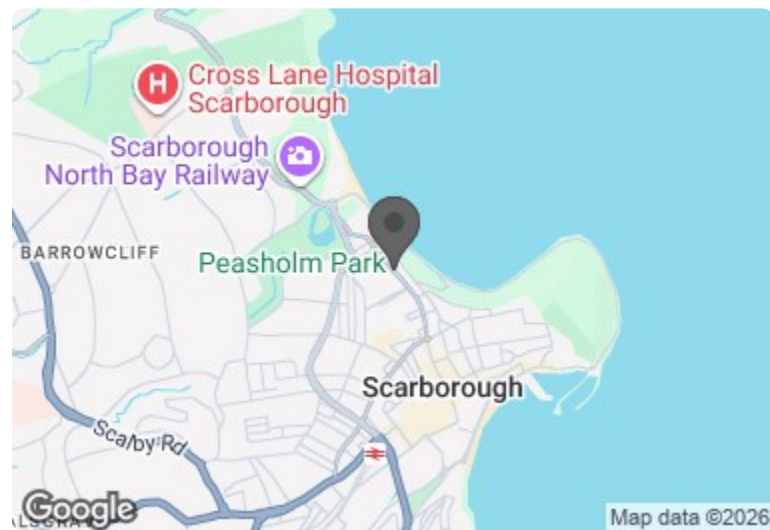 H
Cross Lane Hospital
Scarborough
Scarborough
North Bay Railway
BARROWCLIFF
Peasholm Park
Scarborough
Scalby Rd
Google
Map data ©2026